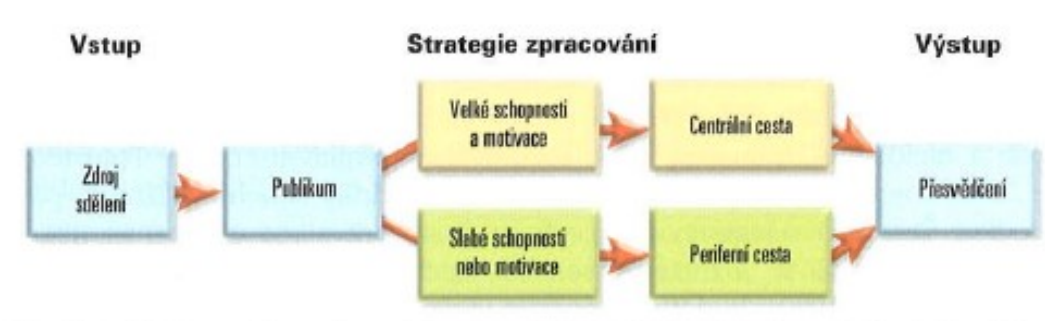 Vstup
Strategie zpracování
Výstup
Zdroj
sdělení
Publikum
Velké schopnosti
a motivace
Centrální cesta
Slabé schopnosti
nebo motivace
Periferní cesta
Přesvědčení